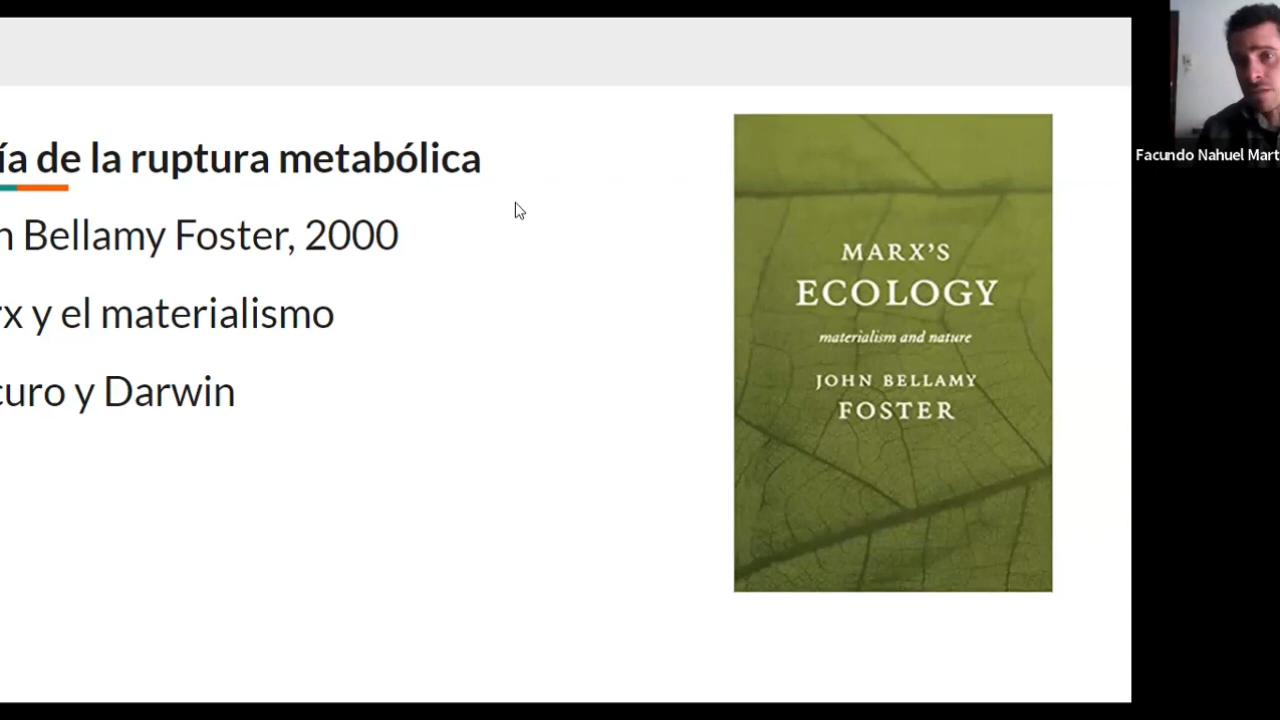 ía de la ruptura metabólica
n Bellamy Foster, 2000
rx y el materialismo
curo y Darwin
MARX'S
ECOLOGY
materialism and nature
JOHN BELLAMY
FOSTER
Facundo Nahuel Mart